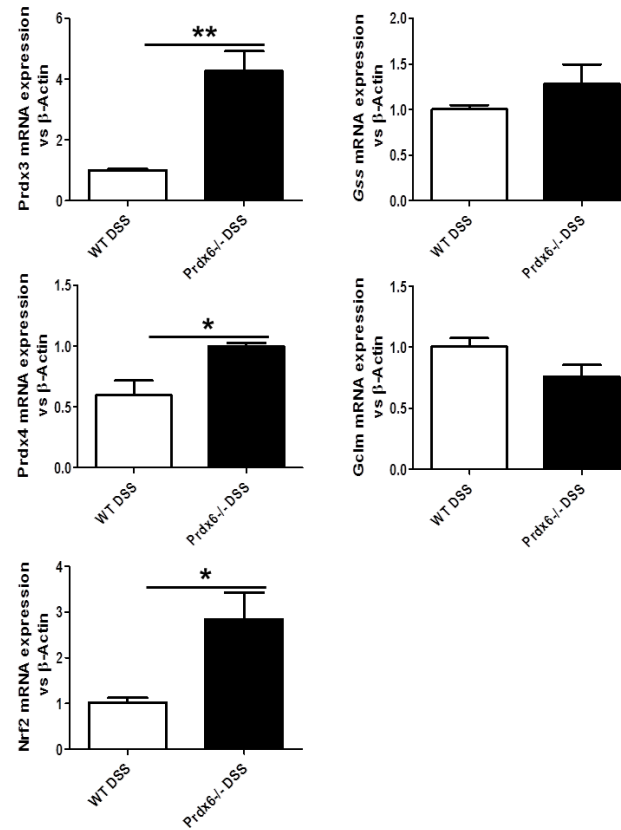 Prdx3 mRNA expression
vs β-Actin
6
4
2
0
**
WT DSS
Prdx6-/- DSS
Gss mRNA expression
vs β-Actin
2.0
1.5
1.0
0.5
0.0
WT DSS
Prdx6-/- DSS
Prdx4 mRNA expression
vs β-Actin
1.5
1.0
0.5
0.0
*
WT DSS
Prdx6-/- DSS
Gclm mRNA expression
vs β-Actin
1.5
1.0
0.5
0.0
WT DSS
Prdx6-/- DSS
Nrf2 mRNA expression
vs β-Actin
4
3
2
1
0
*
WT DSS
Prdx6-/- DSS